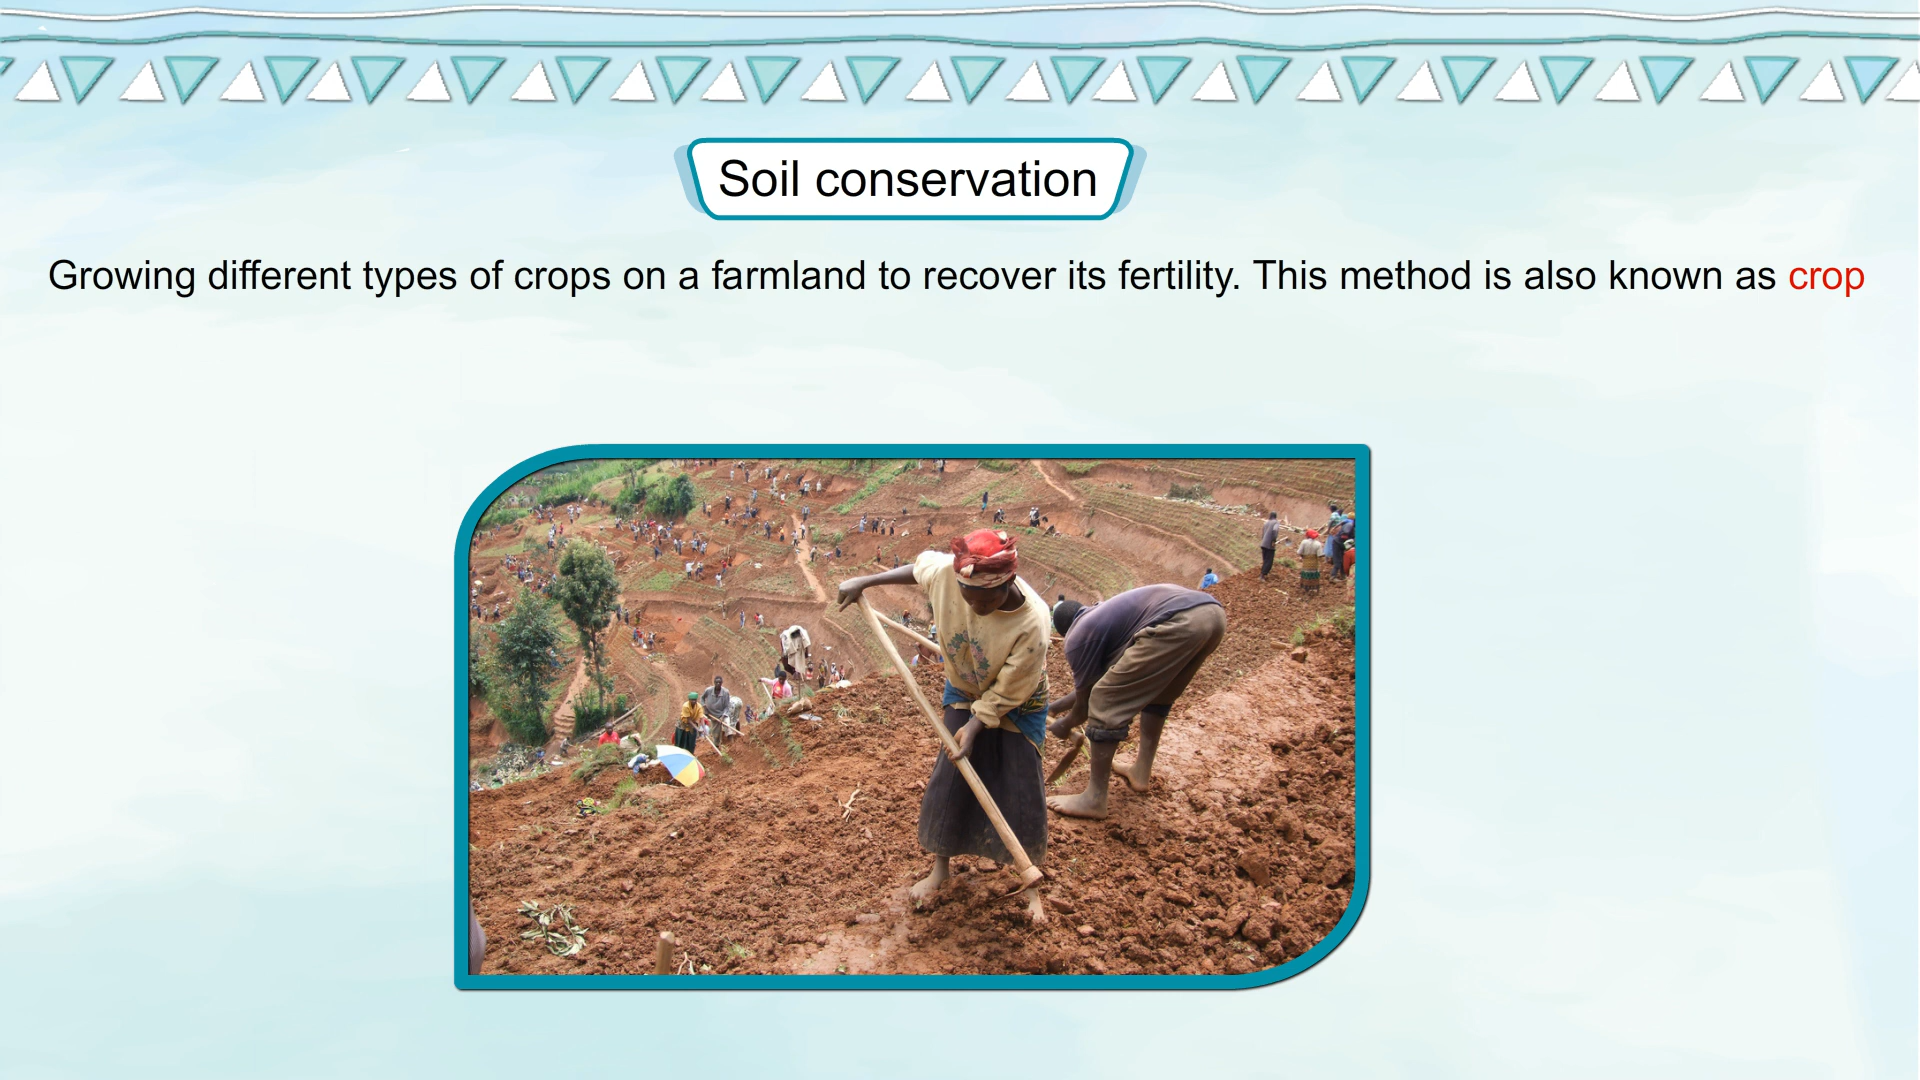 Soil conservation
Growing different types of crops on a farmland to recover its fertility. This method is also known as crop